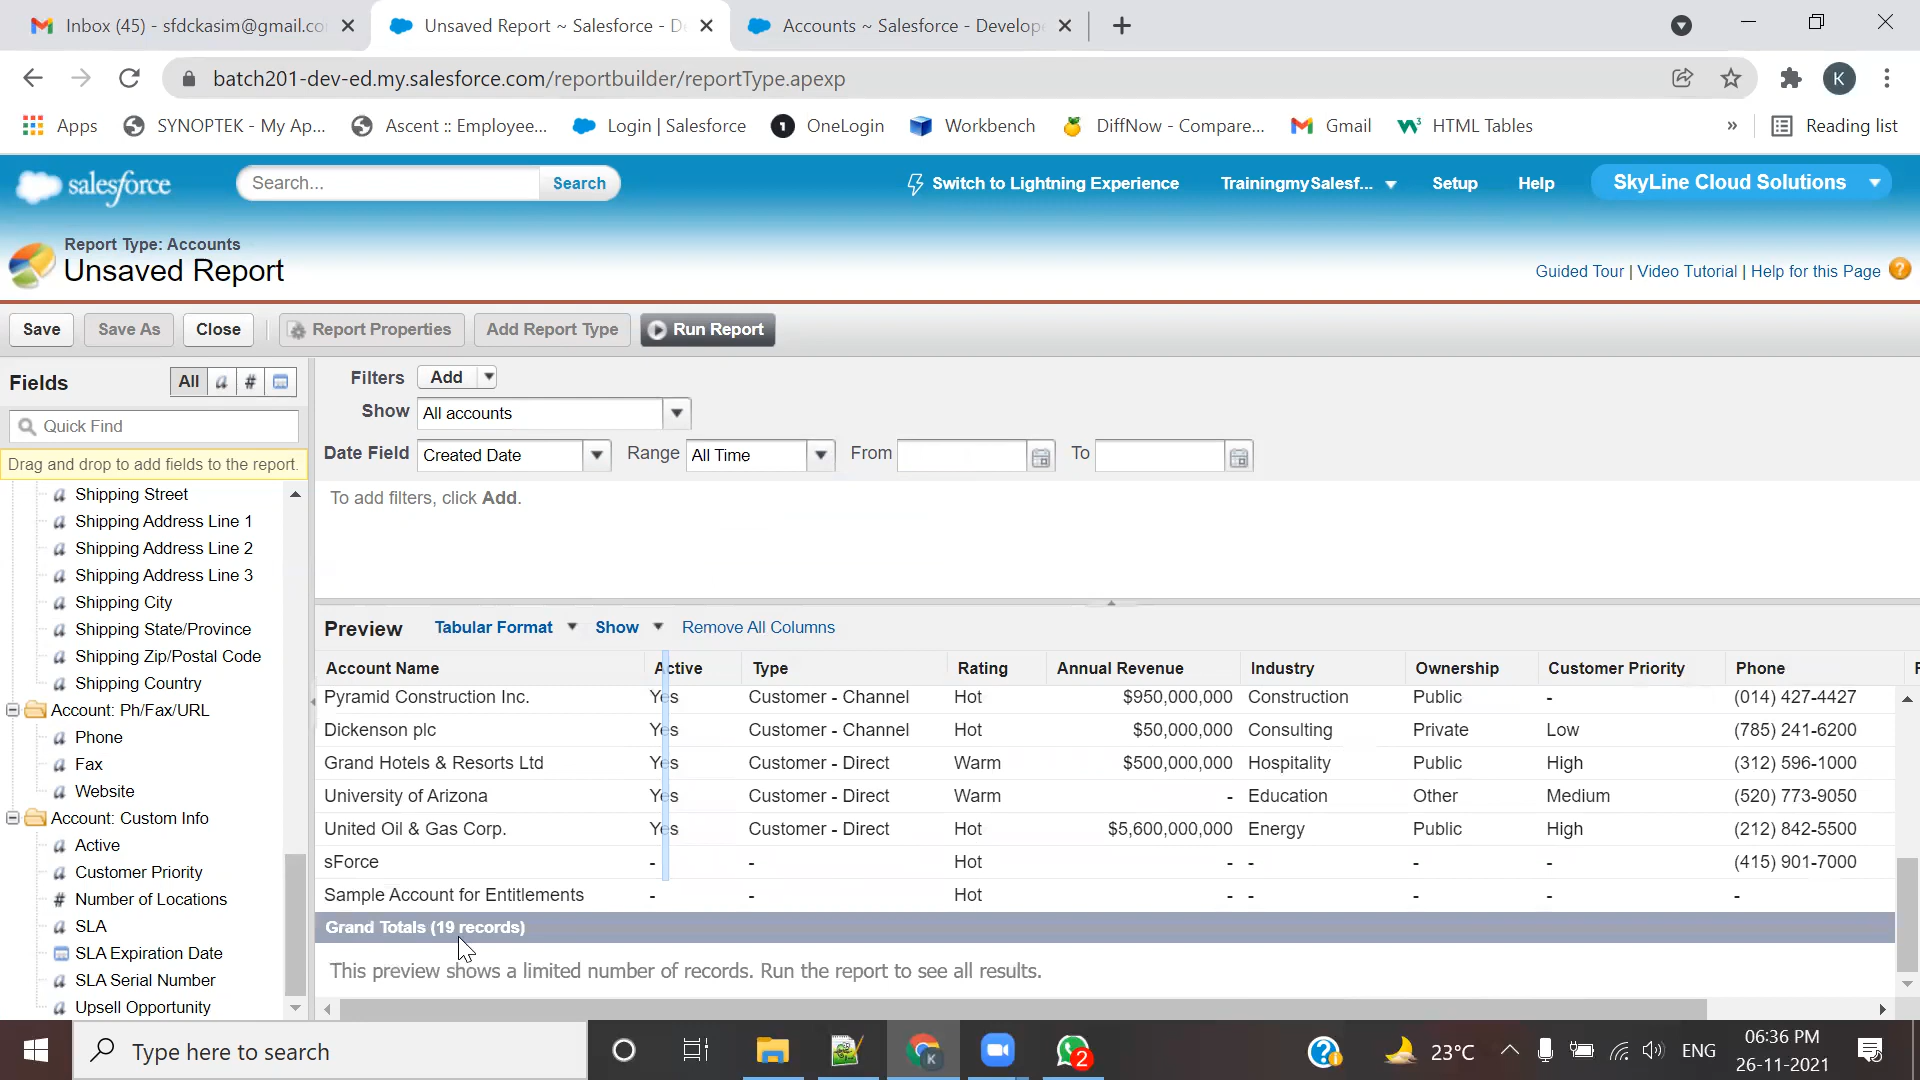 Inbox (45) - sfdckasim@gmail.co
Unsaved Report ~ Salesforce - De
Accounts ~ Salesforce - Develope
batch201-dev-ed.my.salesforce.com/reportbuilder/reportType.apexp
K
Apps
SYNOPTEK - My Ap...
Ascent :: Employee...
Login | Salesforce
OneLogin
Workbench
DiffNow - Compare...
Gmail
HTML Tables
»
Reading list
salesforce
Search...
Search
Switch to Lightning Experience
TrainingmySalesf...
Setup
Help
SkyLine Cloud Solutions
Report Type: Accounts
Unsaved Report
Guided Tour | Video Tutorial | Help for this Page ?
Save
Save As
Close
Report Properties
Add Report Type
Run Report
Fields
All
a
#
Quick Find
Drag and drop to add fields to the report.
Filters
Add
Show
All accounts
Date Field
Created Date
Range
All Time
From
To
To add filters, click Add.
a Shipping Street
a Shipping Address Line 1
a Shipping Address Line 2
a Shipping Address Line 3
a Shipping City
a Shipping State/Province
a Shipping Zip/Postal Code
a Shipping Country
Account: Ph/Fax/URL
a Phone
a Fax
a Website
Account: Custom Info
a Active
a Customer Priority
# Number of Locations
a SLA
SLA Expiration Date
a SLA Serial Number
a Upsell Opportunity
Preview
Tabular Format
Show
Remove All Columns
Account Name Active Type Rating Annual Revenue Industry Ownership Customer Priority Phone
Pyramid Construction Inc. Yes Customer - Channel Hot $950,000,000 Construction Public - (014) 427-4427
Dickenson plc Yes Customer - Channel Hot $50,000,000 Consulting Private Low (785) 241-6200
Grand Hotels & Resorts Ltd Yes Customer - Direct Warm $500,000,000 Hospitality Public High (312) 596-1000
University of Arizona Yes Customer - Direct Warm - Education Other Medium (520) 773-9050
United Oil & Gas Corp. Yes Customer - Direct Hot $5,600,000,000 Energy Public High (212) 842-5500
sForce - - Hot - - - - (415) 901-7000
Sample Account for Entitlements - - Hot - - - - -
Grand Totals (19 records)
This preview shows a limited number of records. Run the report to see all results.
Type here to search
K
2
23°C
ENG
06:36 PM
26-11-2021